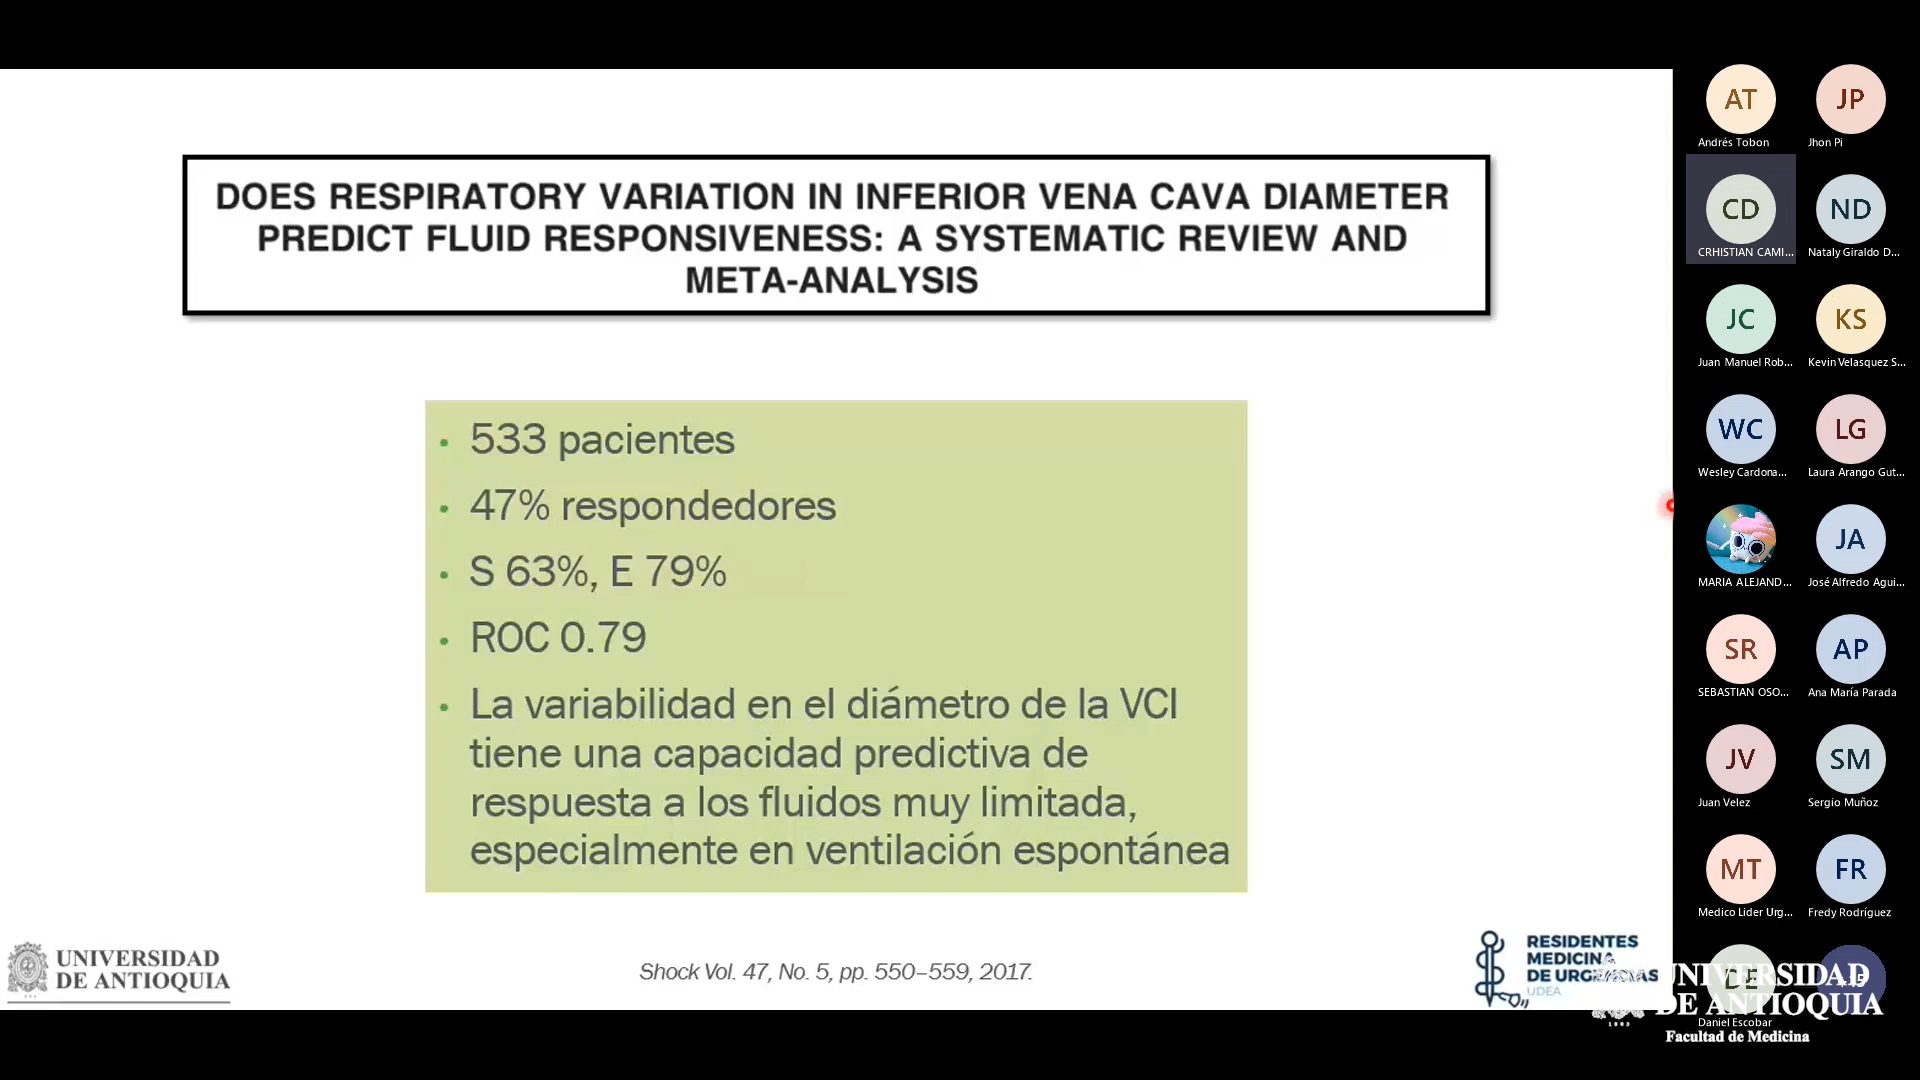 DOES RESPIRATORY VARIATION IN INFERIOR VENA CAVA DIAMETER
PREDICT FLUID RESPONSIVENESS: A SYSTEMATIC REVIEW AND
META-ANALYSIS
• 533 pacientes
• 47% respondedores
• S 63%, E 79%
• ROC 0.79
• La variabilidad en el diámetro de la VCI
tiene una capacidad predictiva de
respuesta a los fluidos muy limitada,
especialmente en ventilación espontánea
UNIVERSIDAD
DE ANTIOQUIA
Shock Vol. 47, No. 5, pp. 550–559, 2017.
RESIDENTES
MEDICINA
DE URGENCIAS
UDEA
AT
Andrés Tobon
JP
Jhon Pi
CD
CRHISTIAN CAMI...
ND
Nataly Giraldo D...
JC
Juan Manuel Rob...
KS
Kevin Velasquez S...
WC
Wesley Cardona...
LG
Laura Arango Gut...
MARIA ALEJAND...
JA
José Alfredo Agui...
SR
SEBASTIAN OSO...
AP
Ana María Parada
JV
Juan Velez
SM
Sergio Muñoz
MT
Medico Lider Urg...
FR
Fredy Rodríguez
DE
Daniel Escobar
UNIVERSIDAD
DE ANTIOQUIA
1803
Facultad de Medicina